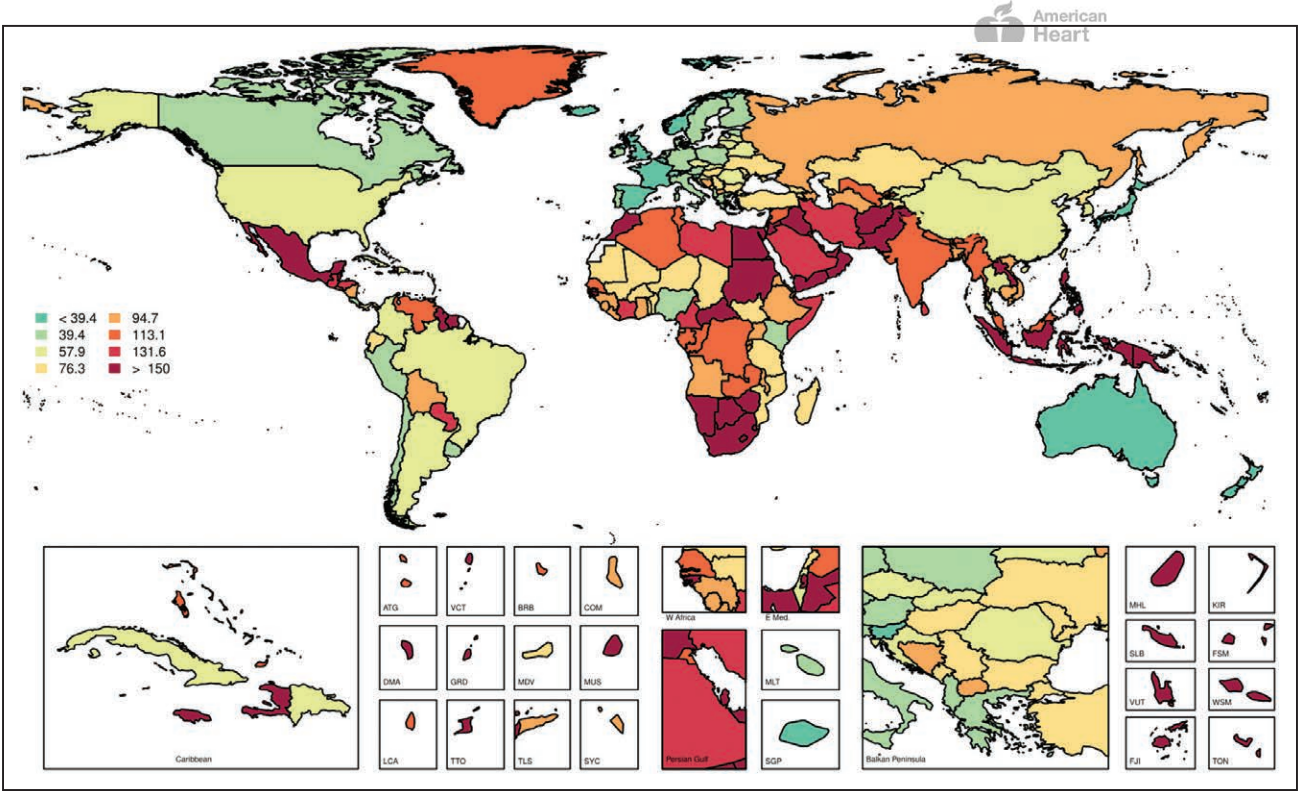 American
Heart
< 39.4
39.4
57.9
76.3
94.7
113.1
131.6
> 150
Caribbean
ATG
VCT
BRB
COM
DMA
GRD
MDV
MUS
LCA
TTO
TLS
SYC
W Africa
E Med.
Persian Gulf
MLT
SGP
Balkan Peninsula
MHL
KIR
SLB
FSM
VUT
WSM
FJI
TON